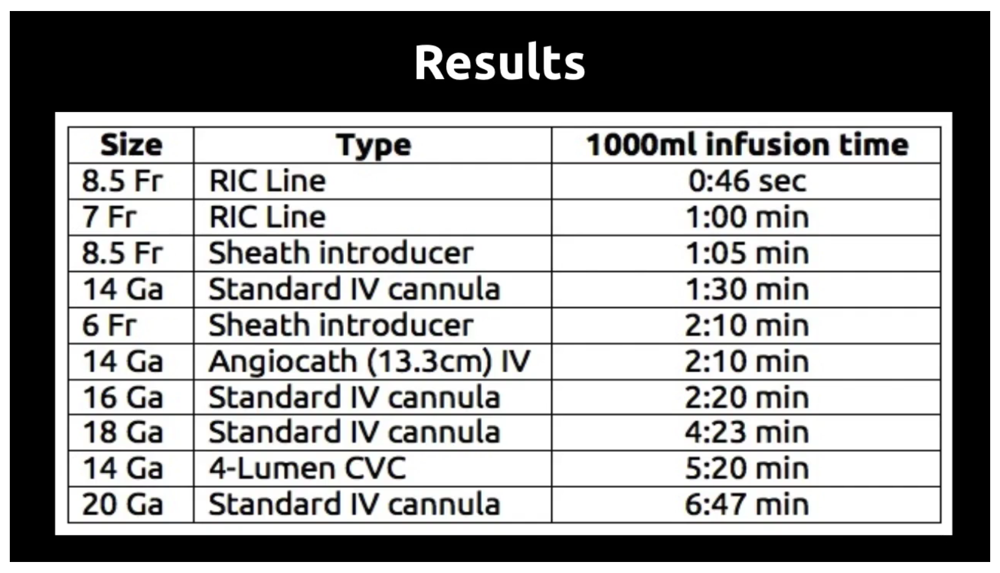 Results
Size Type 1000ml infusion time
8.5 Fr RIC Line 0:46 sec
7 Fr RIC Line 1:00 min
8.5 Fr Sheath introducer 1:05 min
14 Ga Standard IV cannula 1:30 min
6 Fr Sheath introducer 2:10 min
14 Ga Angiocath (13.3cm) IV 2:10 min
16 Ga Standard IV cannula 2:20 min
18 Ga Standard IV cannula 4:23 min
14 Ga 4-Lumen CVC 5:20 min
20 Ga Standard IV cannula 6:47 min